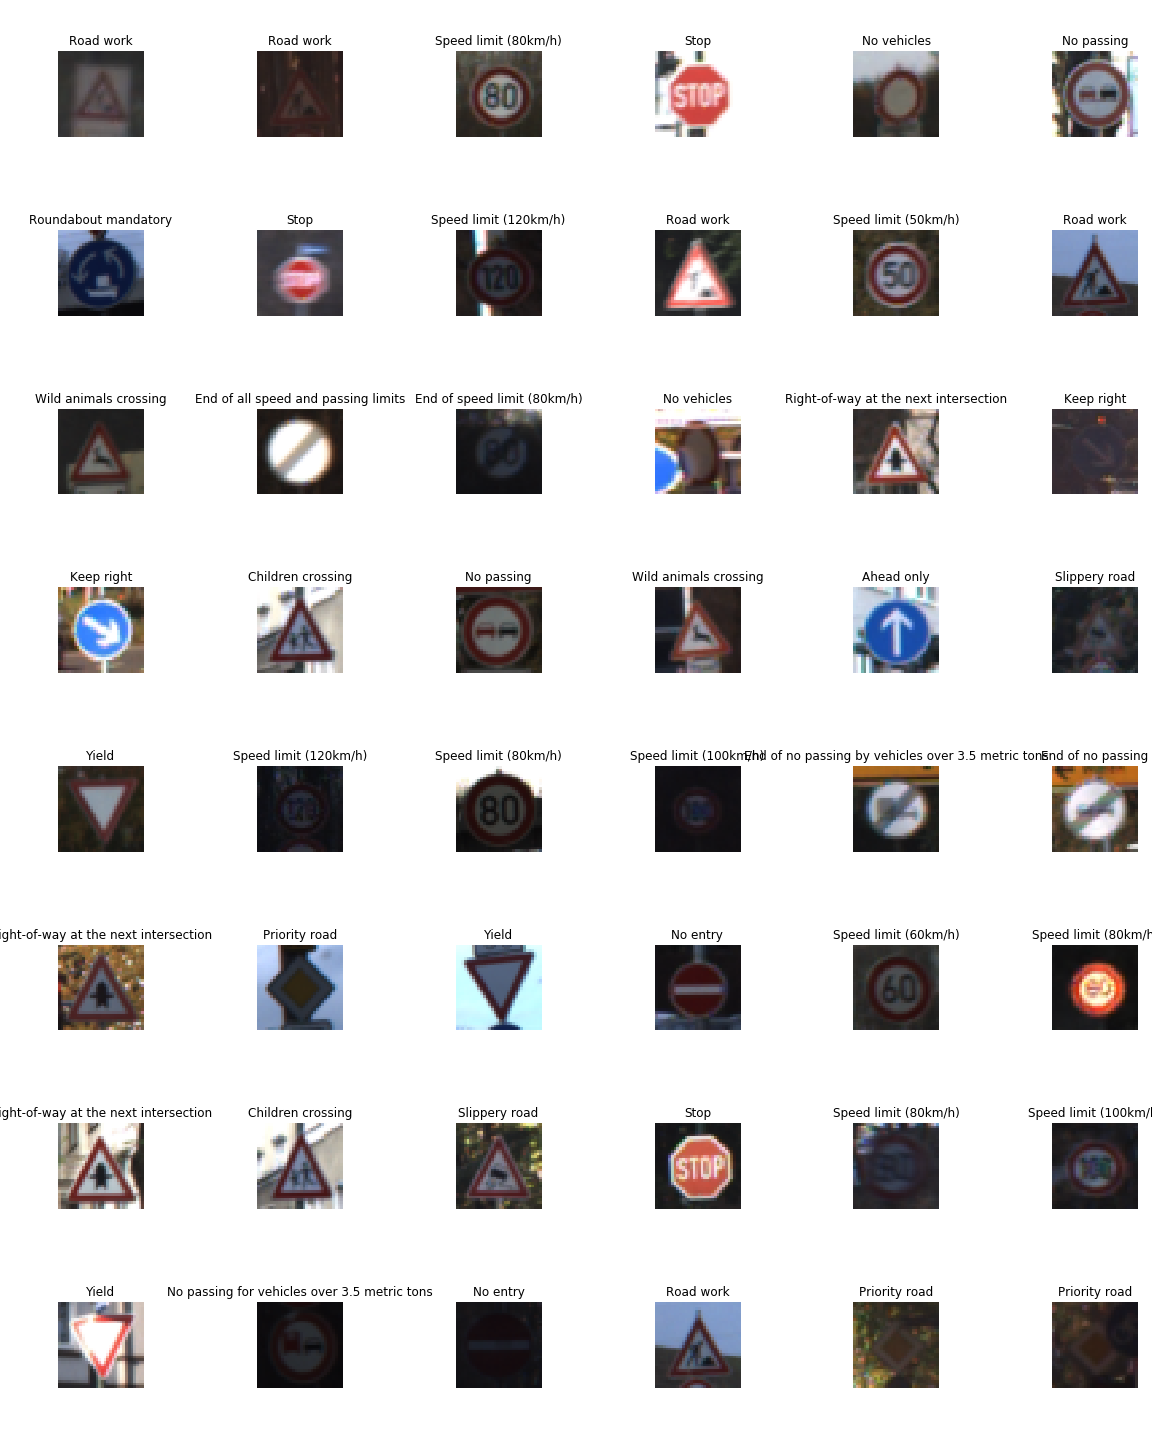 Road work
Road work
Speed limit (80km/h)
Stop
No vehicles
No passing
80
STOP
Roundabout mandatory
Stop
Speed limit (120km/h)
Road work
Speed limit (50km/h)
Road work
STOP
120
50
Wild animals crossing
End of all speed and passing limits
End of speed limit (80km/h)
No vehicles
Right-of-way at the next intersection
Keep right
80
Keep right
Children crossing
No passing
Wild animals crossing
Ahead only
Slippery road
Yield
Speed limit (120km/h)
Speed limit (80km/h)
Speed limit (100km/h)
End of no passing by vehicles over 3.5 metric tons
End of no passing
120
80
100
ight-of-way at the next intersection
Priority road
Yield
No entry
Speed limit (60km/h)
Speed limit (80km/h
60
80
ight-of-way at the next intersection
Children crossing
Slippery road
Stop
Speed limit (80km/h)
Speed limit (100km/h
STOP
80
100
Yield
No passing for vehicles over 3.5 metric tons
No entry
Road work
Priority road
Priority road